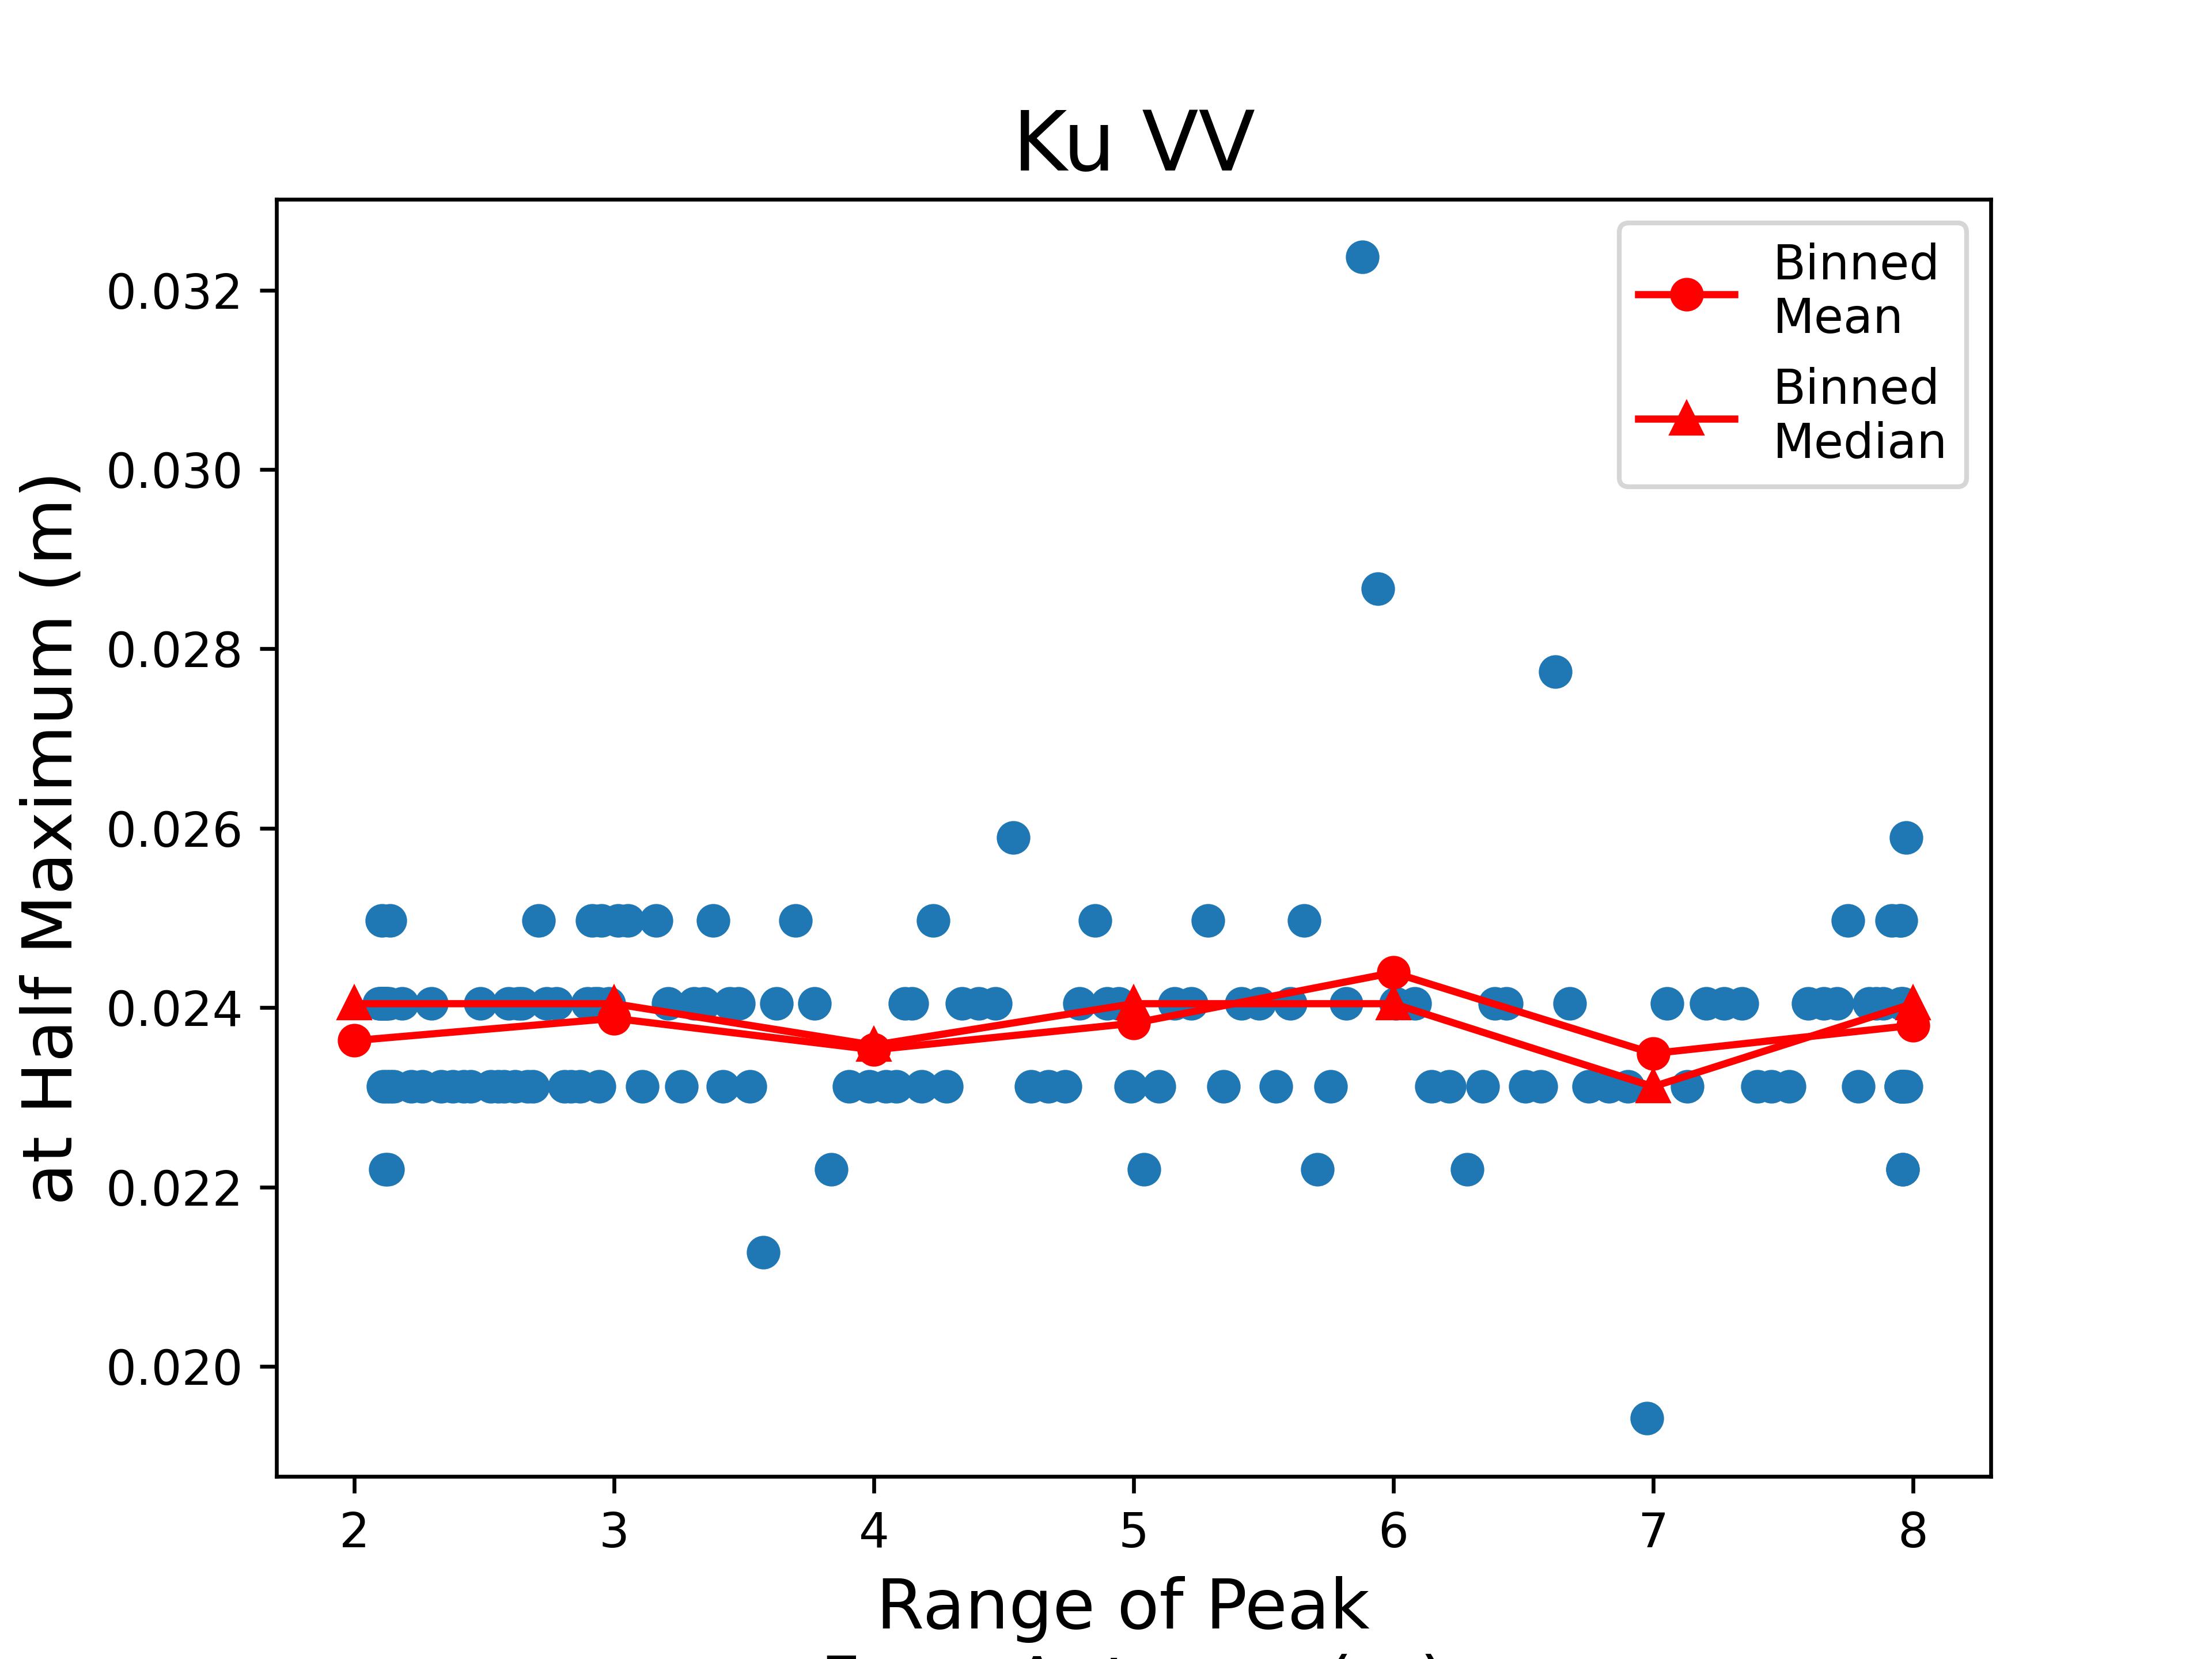 Ku VV
Binned
Mean
Binned
Median
at Half Maximum (m)
0.032
0.030
0.028
0.026
0.024
0.022
0.020
2 3 4 5 6 7 8
Range of Peak